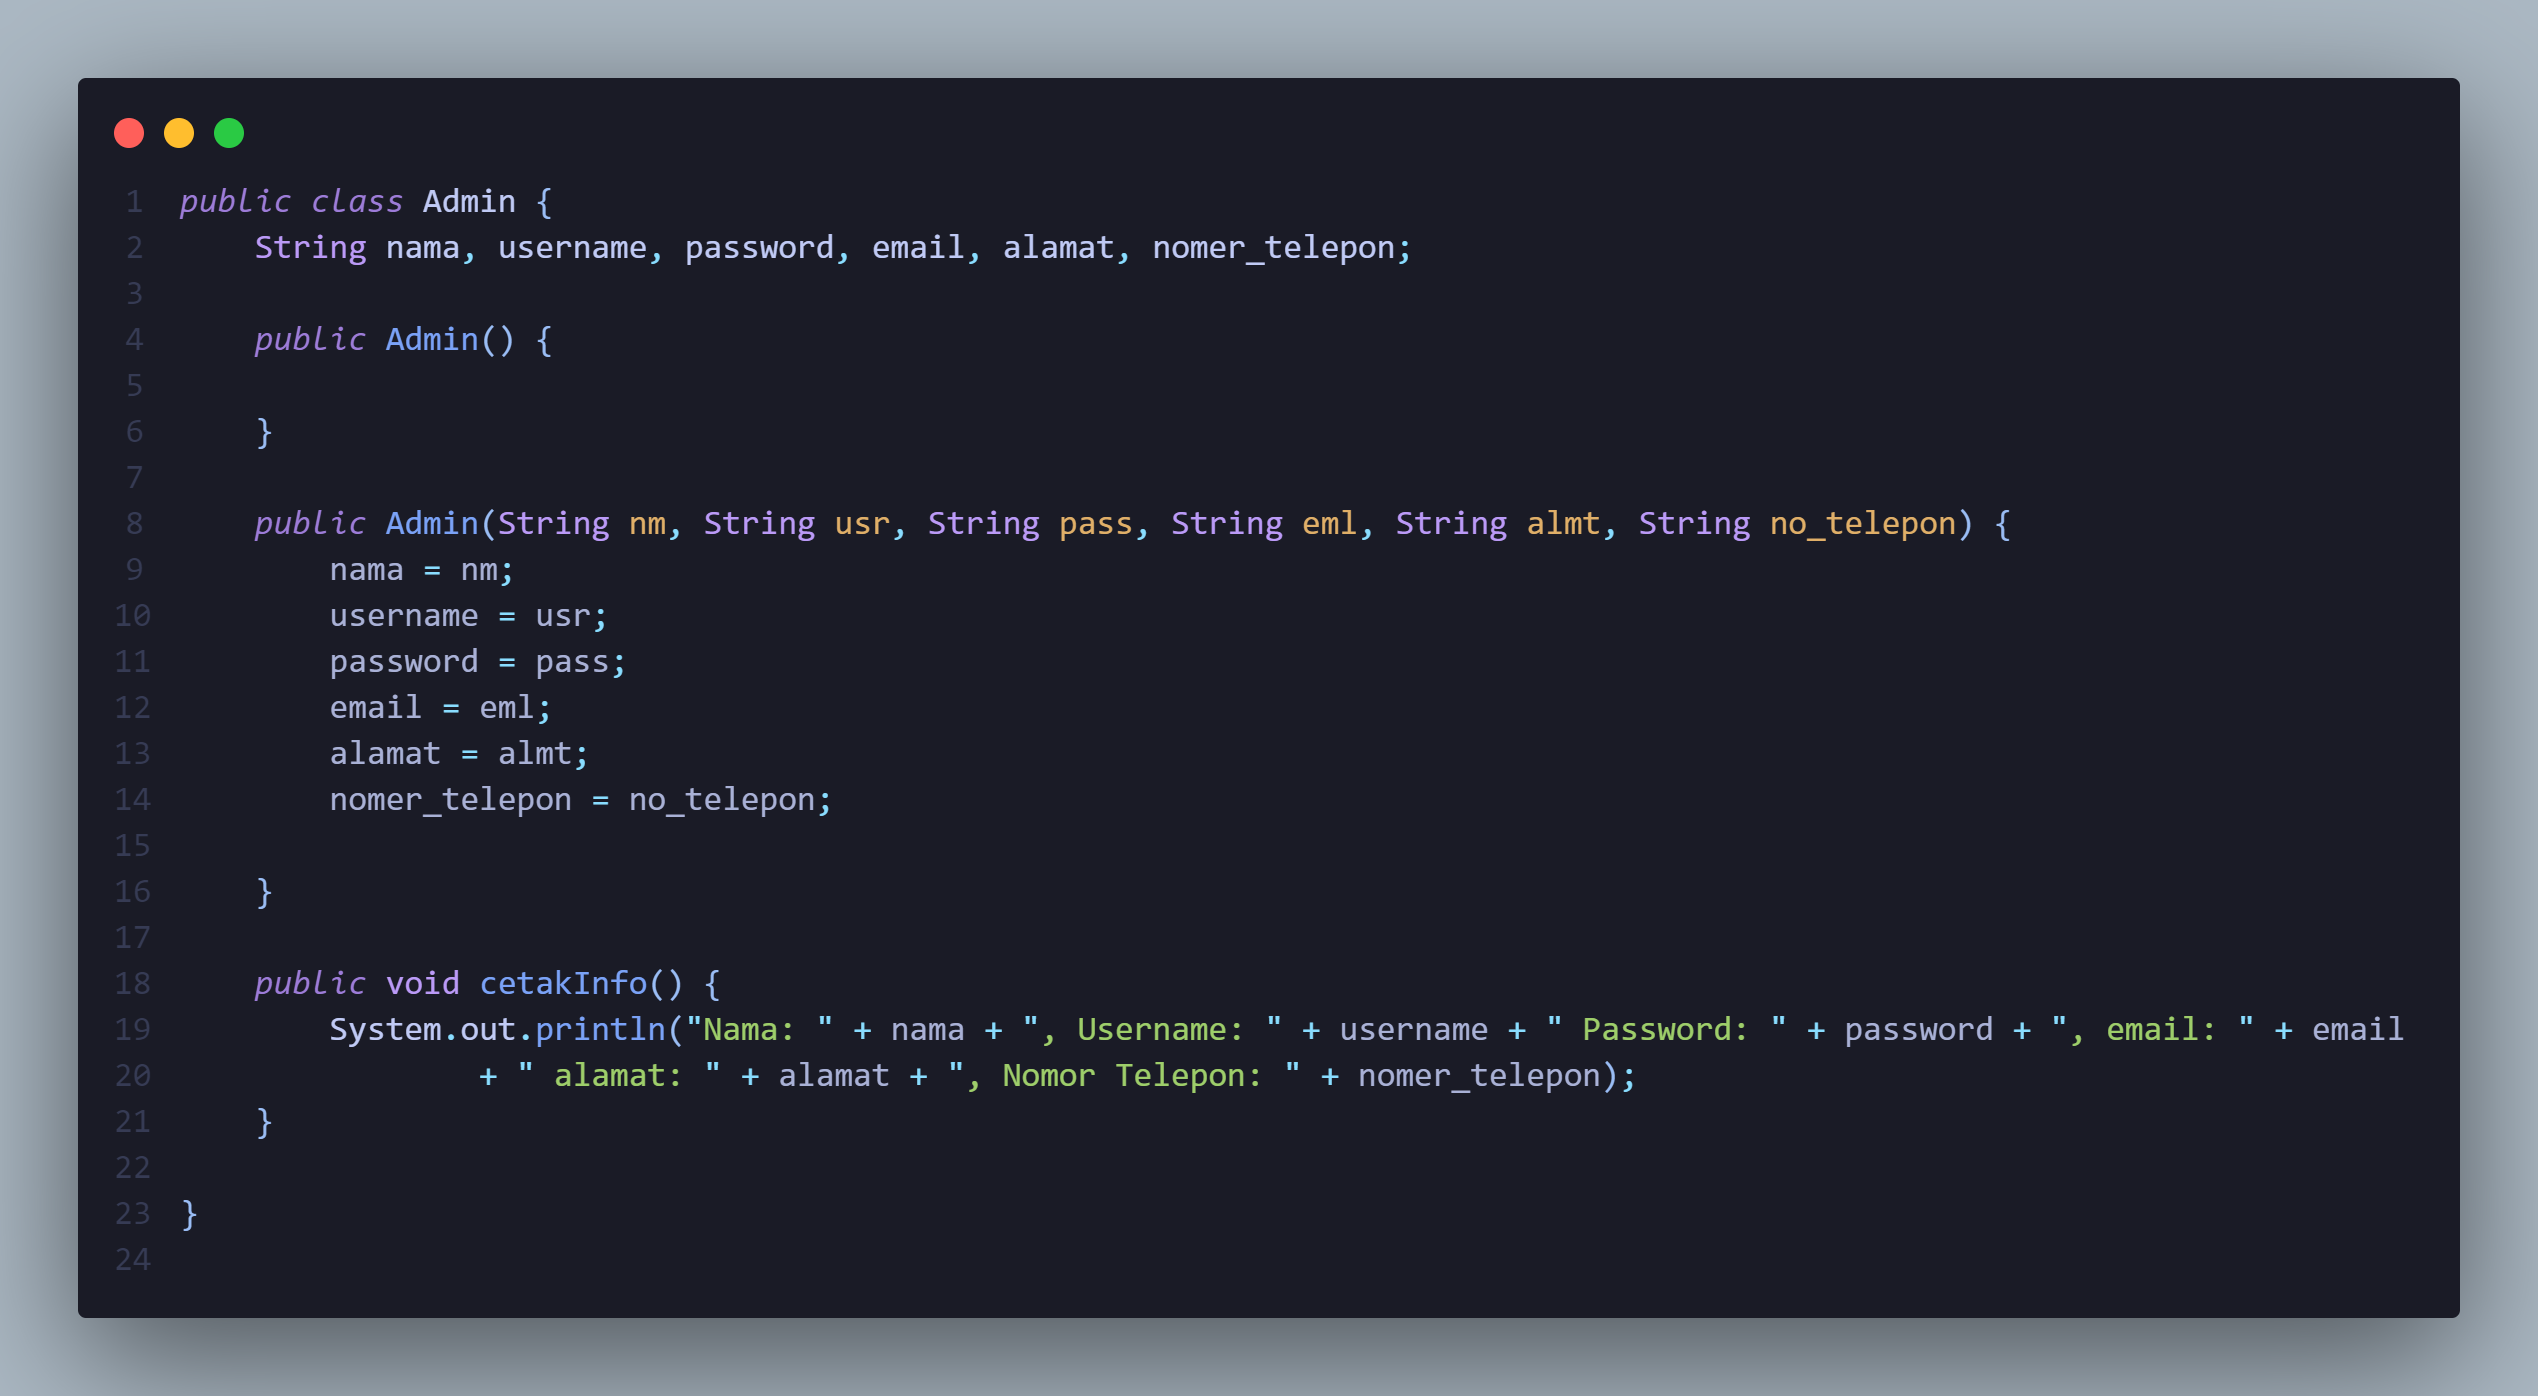 1 public class Admin {
2     String nama, username, password, email, alamat, nomer_telepon;
3
4     public Admin() {
5
6     }
7
8     public Admin(String nm, String usr, String pass, String eml, String almt, String no_telepon) {
9         nama = nm;
10         username = usr;
11         password = pass;
12         email = eml;
13         alamat = almt;
14         nomer_telepon = no_telepon;
15
16     }
17
18     public void cetakInfo() {
19         System.out.println("Nama: " + nama + ", Username: " + username + " Password: " + password + ", email: " + email
20                 + " alamat: " + alamat + ", Nomor Telepon: " + nomer_telepon);
21     }
22
23 }
24